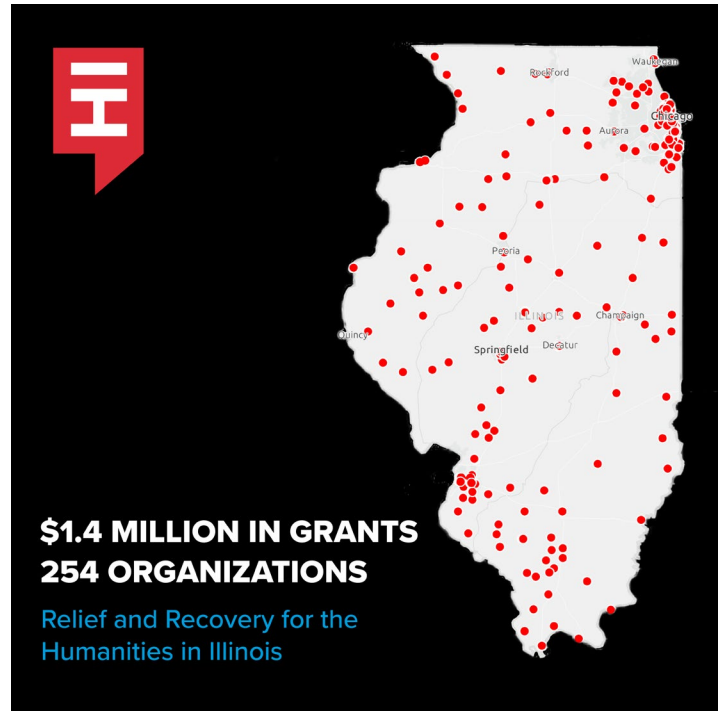 Waukegan
Rockford
Chicago
Aurora
Peoria
ILLINOIS
Champaign
Quincy
Springfield
Decatur
$1.4 MILLION IN GRANTS
254 ORGANIZATIONS
Relief and Recovery for the
Humanities in Illinois